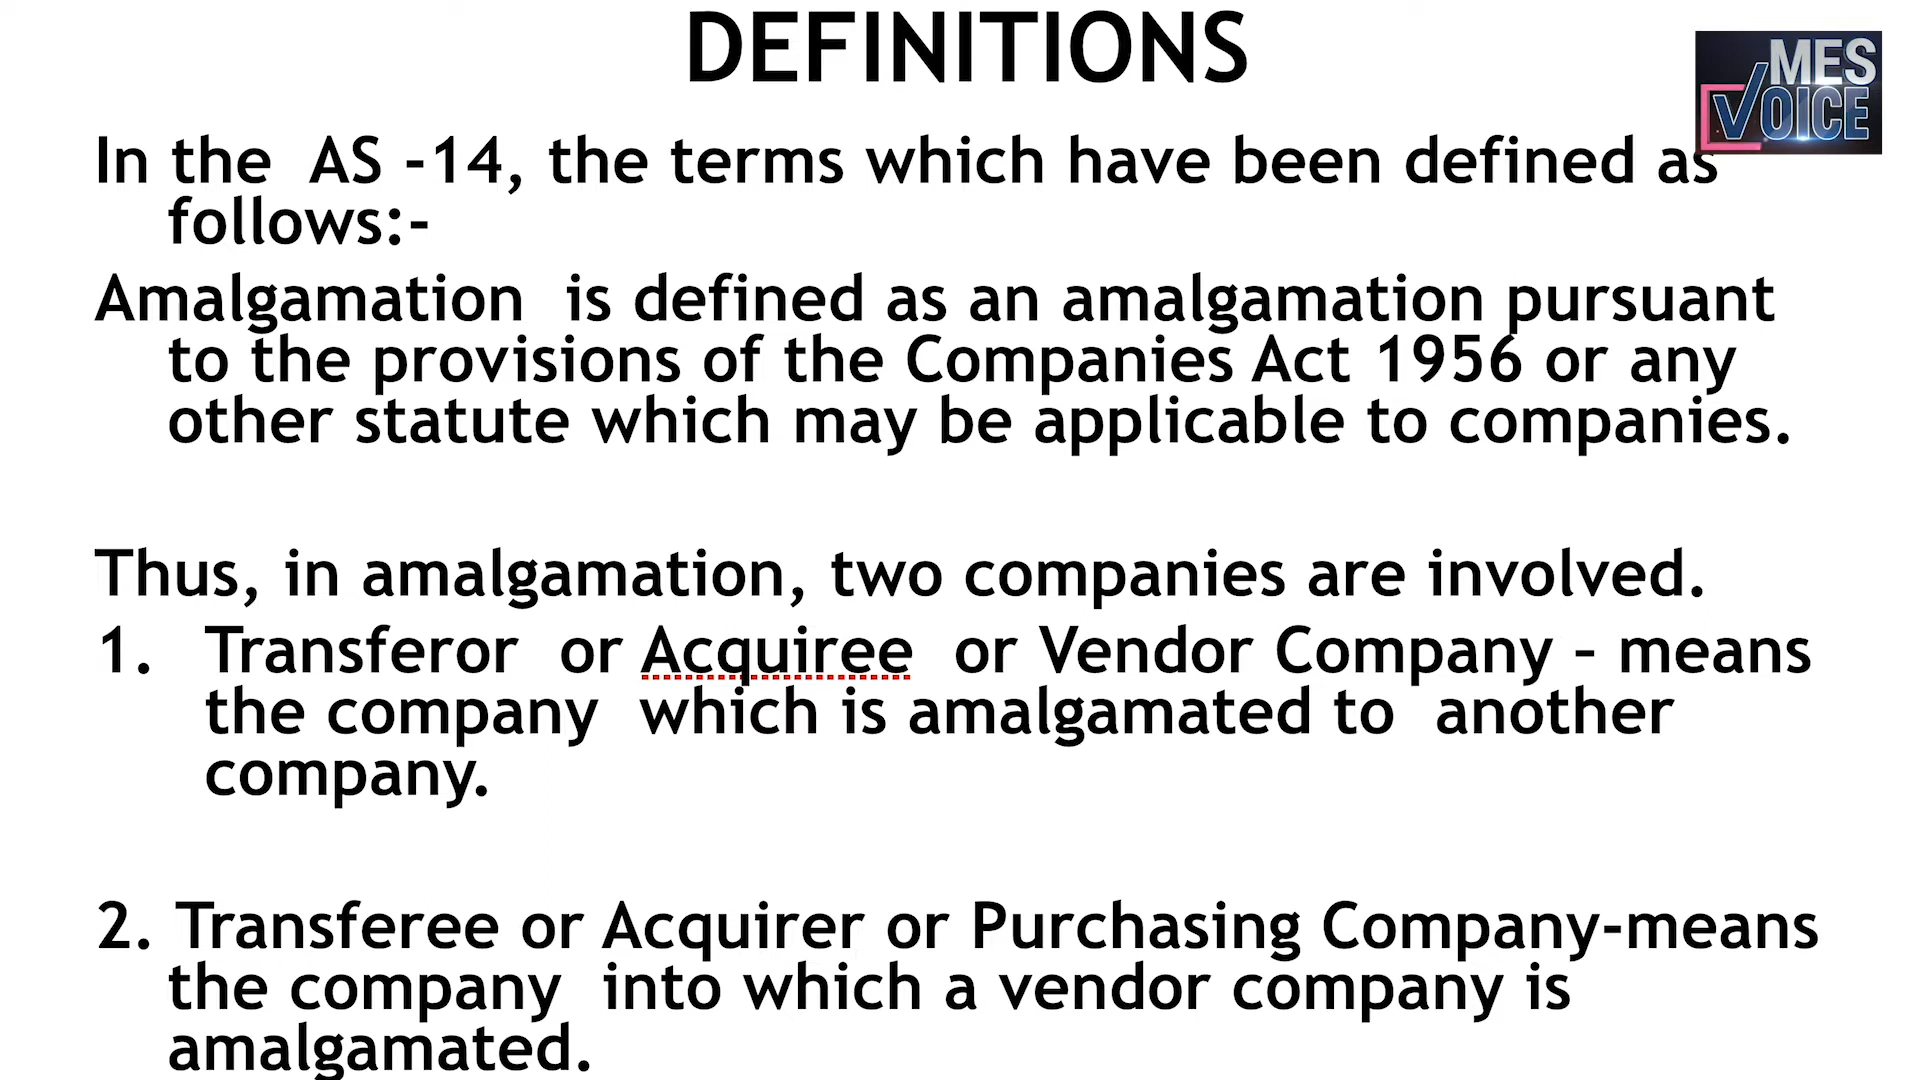 DEFINITIONS
MES
VOICE
In the AS -14, the terms which have been defined as
follows:-
Amalgamation is defined as an amalgamation pursuant
to the provisions of the Companies Act 1956 or any
other statute which may be applicable to companies.
Thus, in amalgamation, two companies are involved.
1. Transferor or Acquiree or Vendor Company – means
the company which is amalgamated to another
company.
2. Transferee or Acquirer or Purchasing Company-means
the company into which a vendor company is
amalgamated.